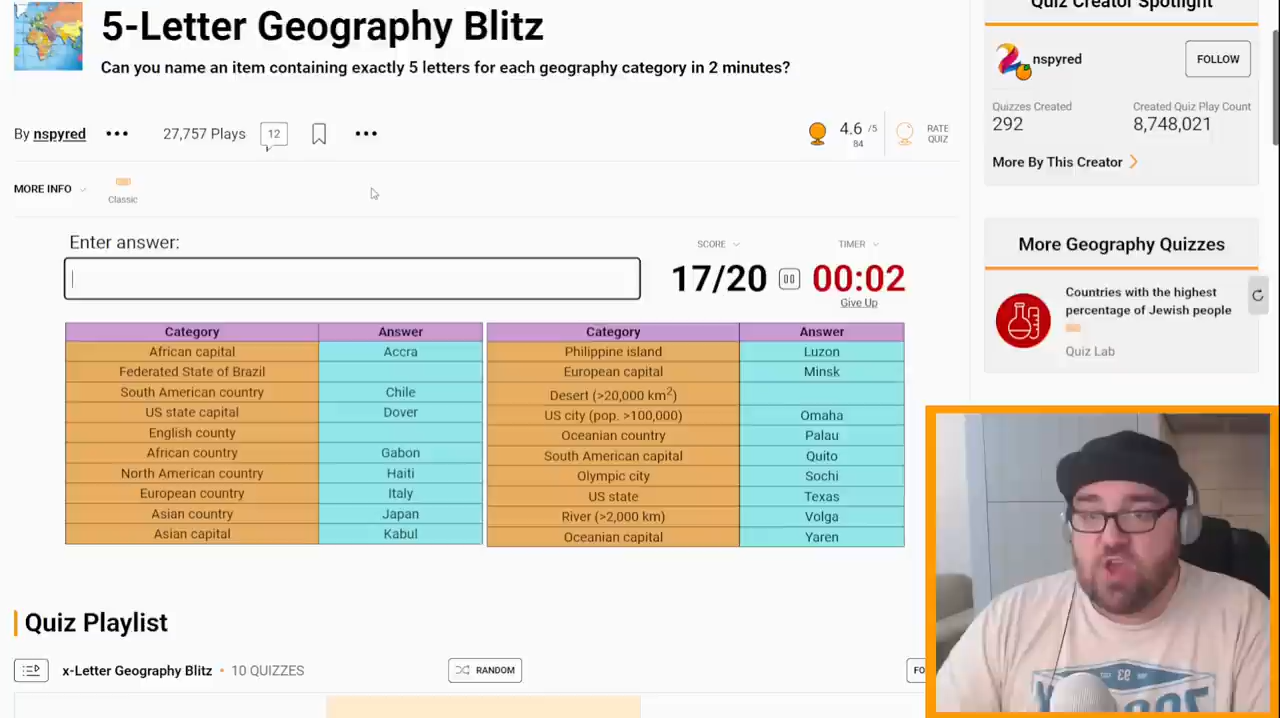 5-Letter Geography Blitz
Can you name an item containing exactly 5 letters for each geography category in 2 minutes?
By nspyred ••• 27,757 Plays 12 •••
4.6 /5
84
RATE
QUIZ
MORE INFO
Classic
Enter answer:
SCORE
17/20
TIMER
00:02
Give Up
Category Answer
African capital Accra
Federated State of Brazil
South American country Chile
US state capital Dover
English county
African country Gabon
North American country Haiti
European country Italy
Asian country Japan
Asian capital Kabul
Category Answer
Philippine island Luzon
European capital Minsk
Desert (>20,000 km²)
US city (pop. >100,000) Omaha
Oceanian country Palau
South American capital Quito
Olympic city Sochi
US state Texas
River (>2,000 km) Volga
Oceanian capital Yaren
Quiz Playlist
x-Letter Geography Blitz • 10 QUIZZES
RANDOM
FO
Quiz Creator Spotlight
nspyred
FOLLOW
Quizzes Created
292
Created Quiz Play Count
8,748,021
More By This Creator
More Geography Quizzes
Countries with the highest
percentage of Jewish people
Quiz Lab